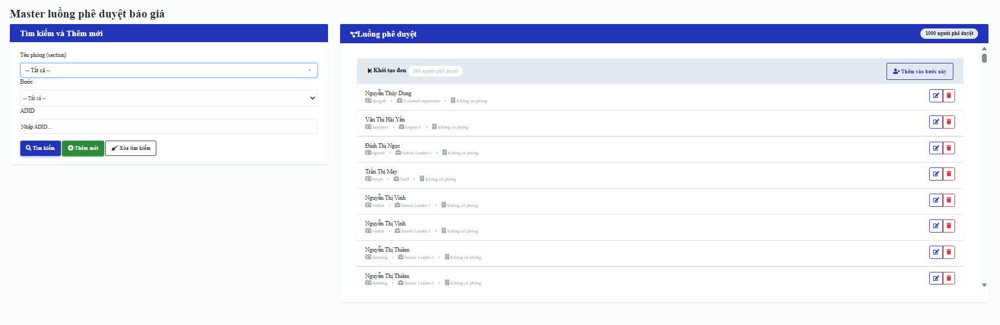 Master luồng phê duyệt báo giá
Tìm kiếm và Thêm mới
Tên phòng (section)
-- Tất cả --
Bước
-- Tất cả --
ADID
Nhập ADID...
Tìm kiếm
Thêm mới
Xóa tìm kiếm
Luồng phê duyệt
1000 người phê duyệt
Khởi tạo đơn
398 người phê duyệt
Thêm vào bước này
Nguyễn Thùy Dung
dungnh • Assistant supervisor • Không có phòng
Văn Thị Hải Yến
haiyenvt • Expert-1 • Không có phòng
Đinh Thị Ngọc
ngocdi • Senior Leader-1 • Không có phòng
Trần Thị May
maytr • Staff • Không có phòng
Nguyễn Thị Vinh
vinhnt • Senior Leader-1 • Không có phòng
Nguyễn Thị Vinh
vinhnt • Senior Leader-1 • Không có phòng
Nguyễn Thị Thiêm
thiemng • Senior Leader-1 • Không có phòng
Nguyễn Thị Thiêm
thiemng • Senior Leader-1 • Không có phòng